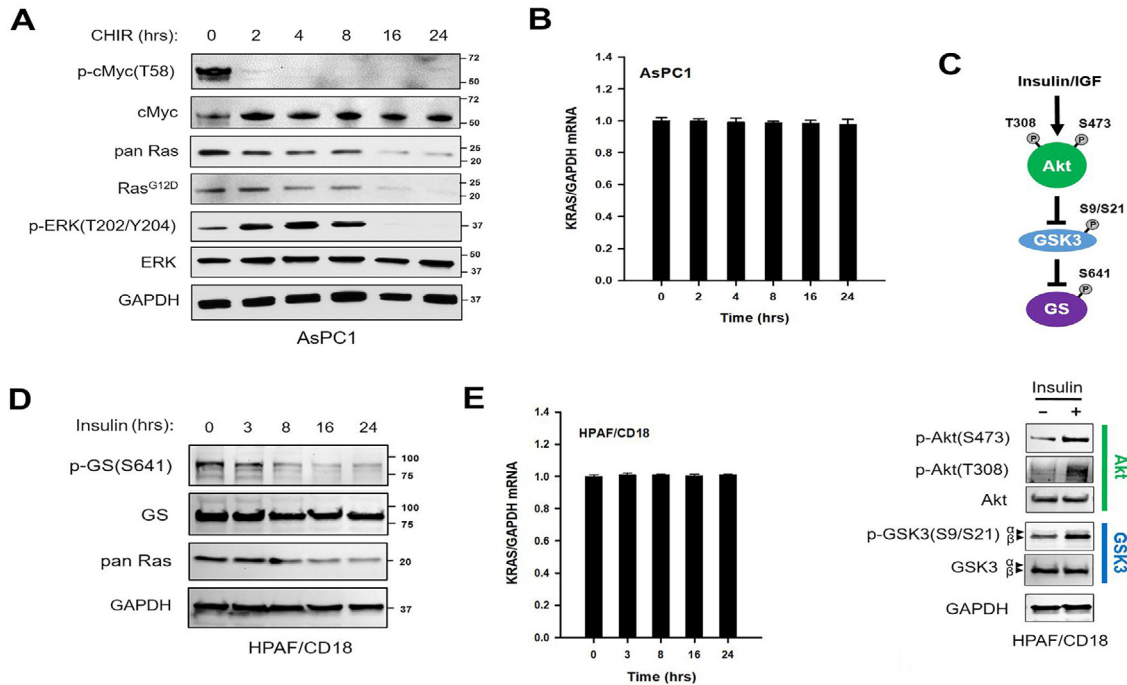 A
CHIR (hrs): 0 2 4 8 16 24
p-cMyc(T58)
72
50
cMyc
72
50
pan Ras
25
20
Ras^G12D
25
20
p-ERK(T202/Y204)
37
ERK
50
37
GAPDH
37
AsPC1
B
AsPC1
KRAS/GAPDH mRNA
1.4
1.2
1.0
0.8
0.6
0.4
0.2
0.0
0 2 4 8 16 24
Time (hrs)
C
Insulin/IGF
T308 S473
P P
Akt
S9/S21
P
GSK3
S641
P
GS
D
Insulin (hrs): 0 3 8 16 24
p-GS(S641)
100
75
GS
100
75
pan Ras
20
GAPDH
37
HPAF/CD18
E
HPAF/CD18
KRAS/GAPDH mRNA
1.4
1.2
1.0
0.8
0.6
0.4
0.2
0.0
0 3 8 16 24
Time (hrs)
Insulin
– +
p-Akt(S473)
p-Akt(T308)
Akt
Akt
p-GSK3(S9/S21) α
β
GSK3 α
β
GSK3
GAPDH
HPAF/CD18